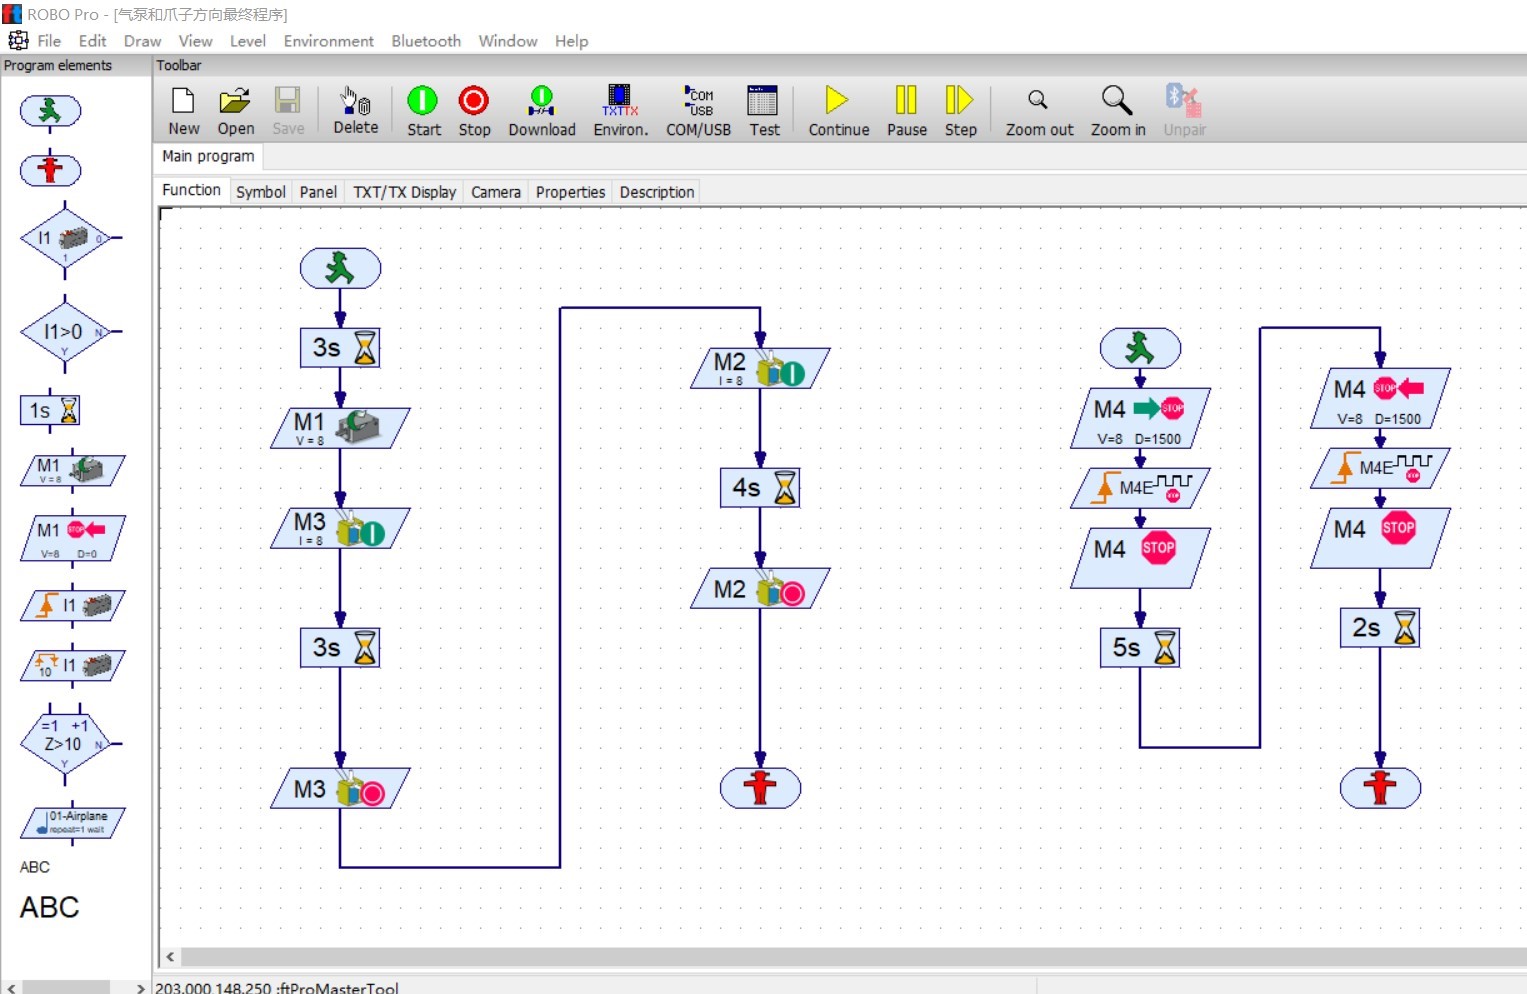 ft ROBO Pro - [气泵和爪子方向最终程序]
File Edit Draw View Level Environment Bluetooth Window Help
Program elements
Toolbar
New Open Save Delete Start Stop Download Environ. COM/USB Test Continue Pause Step Zoom out Zoom in Unpair
TXTTX
COM
USB
Main program
Function Symbol Panel TXT/TX Display Camera Properties Description
I1 0
1
I1>0 N
Y
1s
M1
V = 8
M1 STOP
V=8 D=0
I1
10 I1
=1 +1
Z>10 N
Y
01-Airplane
repeat=1 wait
ABC
ABC
3s
M1
V = 8
M3
I = 8
3s
M3
M2
I = 8
4s
M2
M4 STOP
V=8 D=1500
M4E STOP
M4 STOP
5s
M4 STOP
V=8 D=1500
M4E STOP
M4 STOP
2s
203.000,148.250 :ftProMasterTool